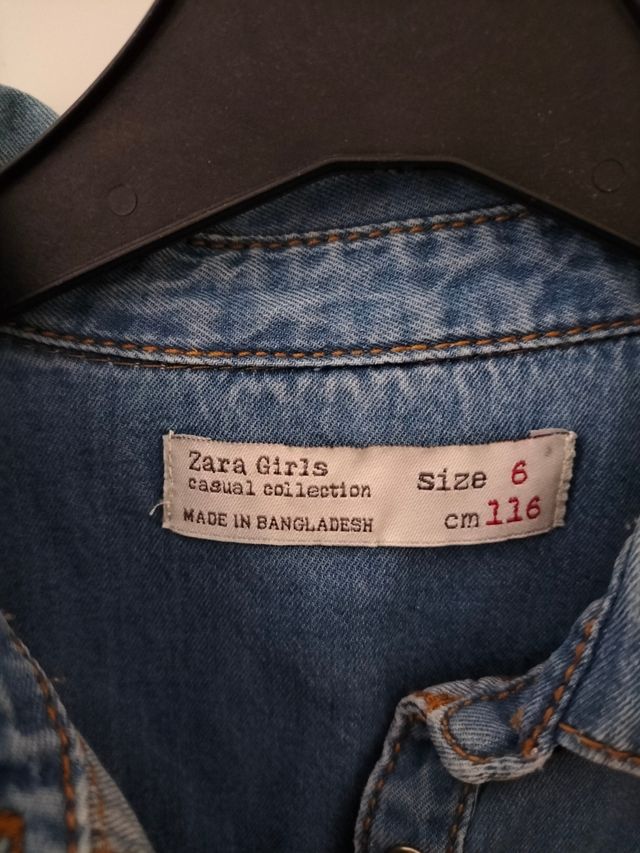 Zara Girls
casual collection
MADE IN BANGLADESH
size 6
cm 116